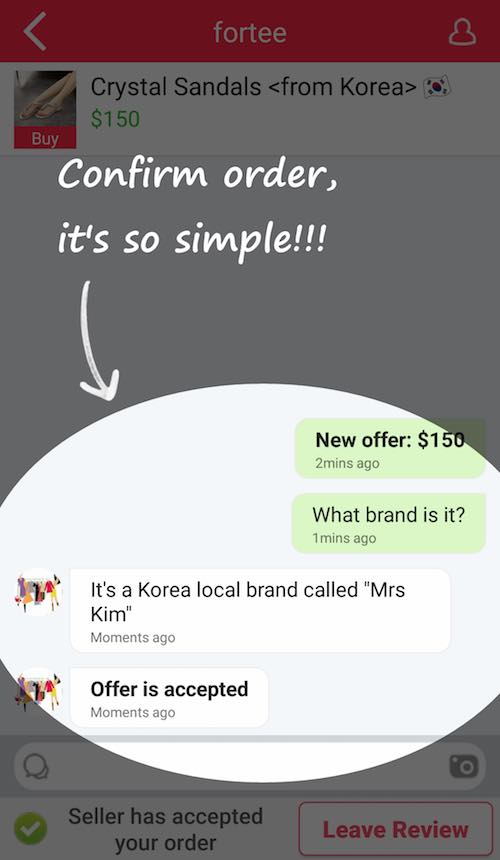 fortee
Crystal Sandals <from Korea> 🇰🇷
$150
Buy
Confirm order,
it's so simple!!!
New offer: $150
2mins ago
What brand is it?
1mins ago
It's a Korea local brand called "Mrs
Kim"
Moments ago
Offer is accepted
Moments ago
Seller has accepted
your order
Leave Review